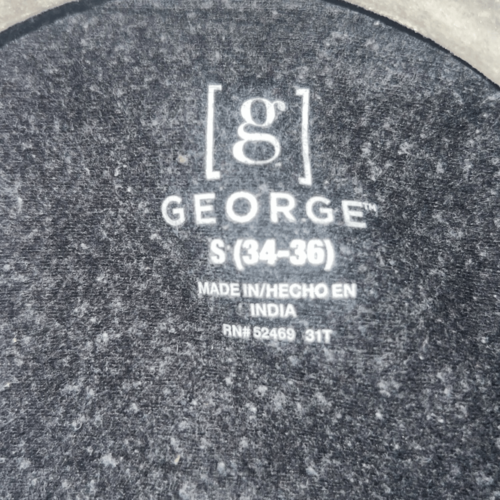 [g]
GEORGE™
S (34-36)
MADE IN/HECHO EN
INDIA
RN# 52469 31T